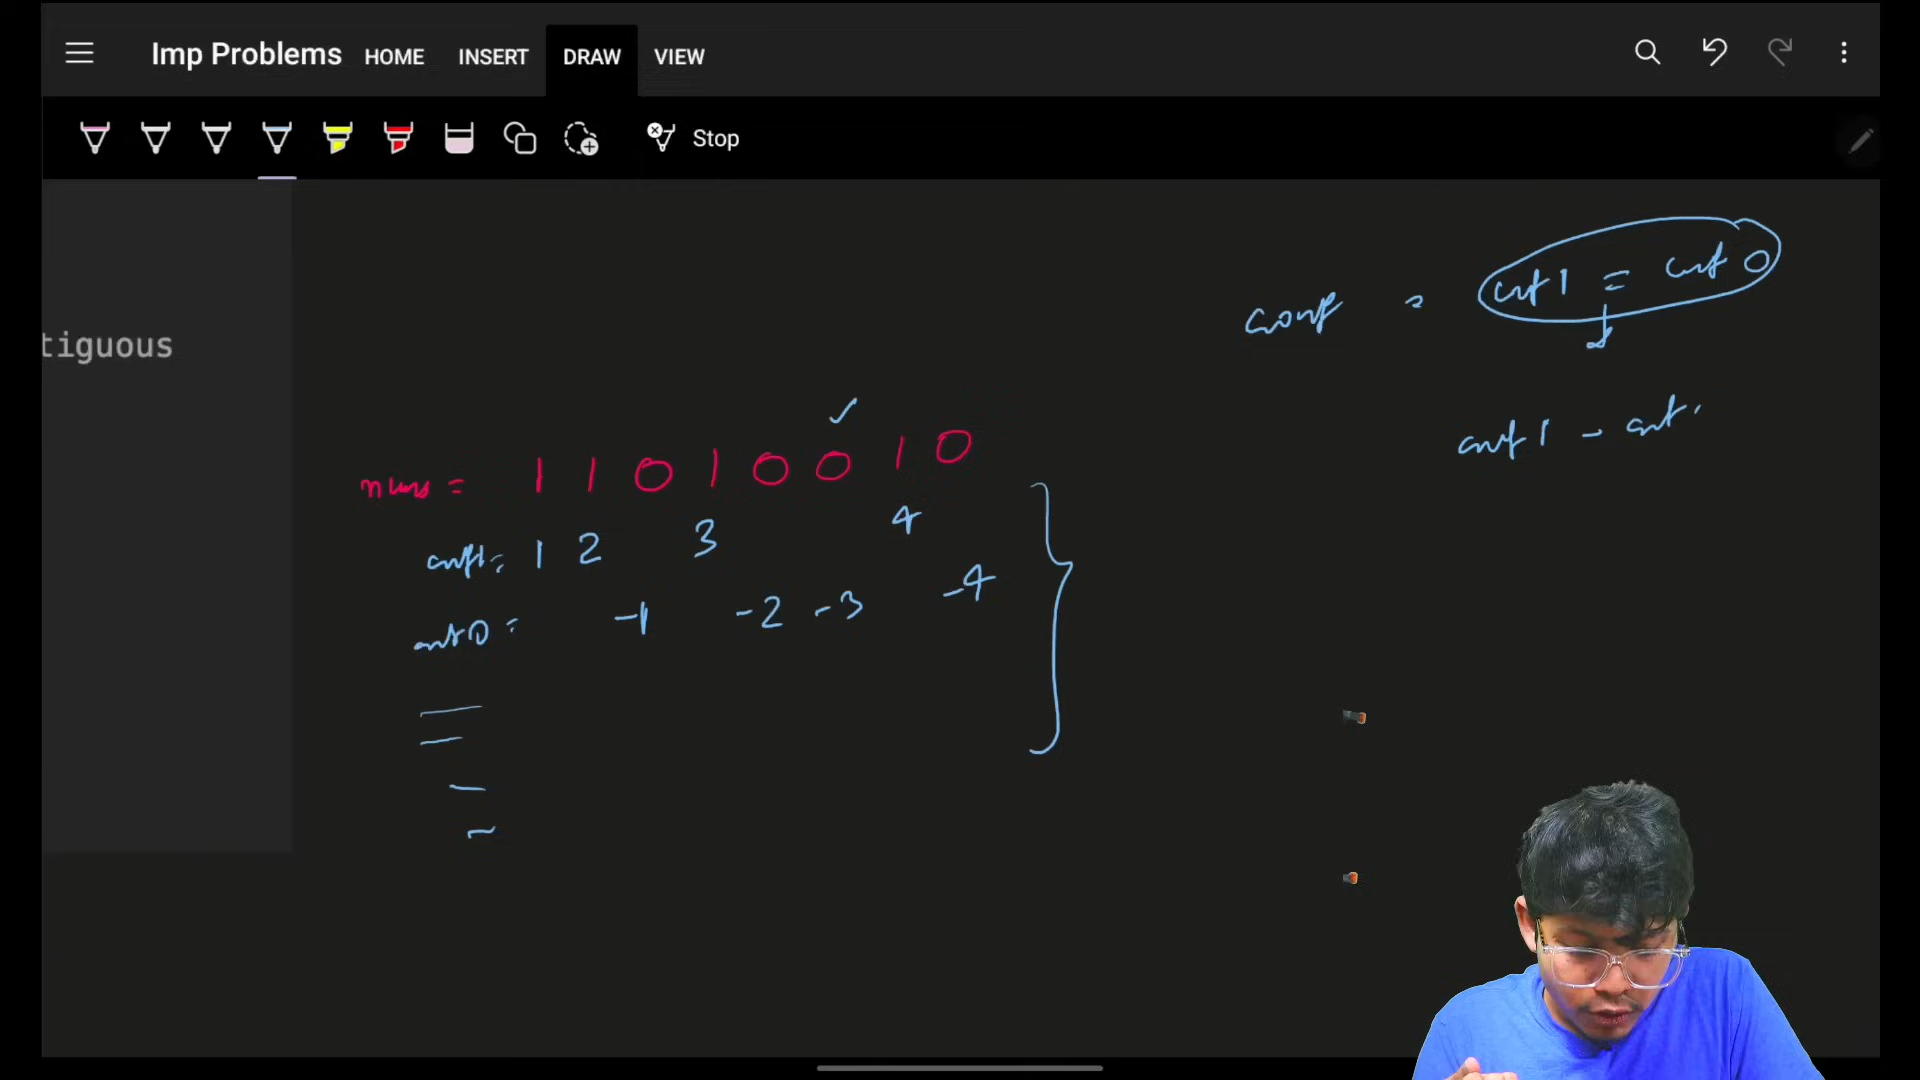 Imp Problems HOME INSERT DRAW VIEW
Stop
cnt1 = cnt0
tiguous
cnt1 - cnt
nums = 1 1 0 1 0 0 1 0
cnt1 = 1 2 3 4
cnt0 = -1 -2 -3 -4